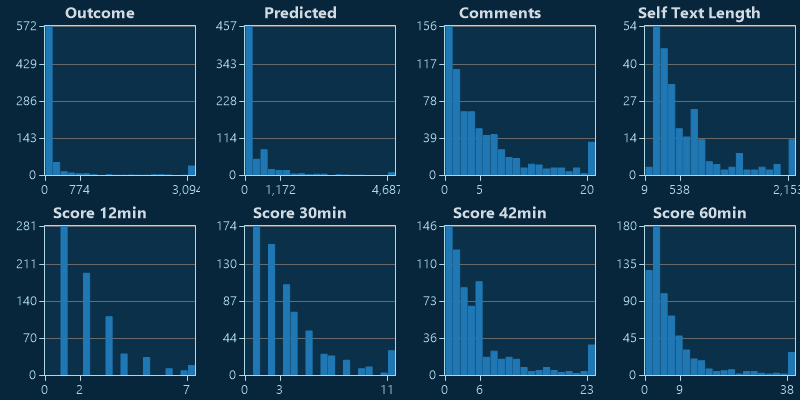 Outcome
572
429
286
143
0
0 774 3,094
Predicted
457
343
228
114
0
0 1,172 4,687
Comments
156
117
78
39
0
0 5 20
Self Text Length
54
40
27
14
0
9 538 2,153
Score 12min
281
211
140
70
0
0 2 7
Score 30min
174
130
87
44
0
0 3 11
Score 42min
146
110
73
36
0
0 6 23
Score 60min
180
135
90
45
0
0 9 38